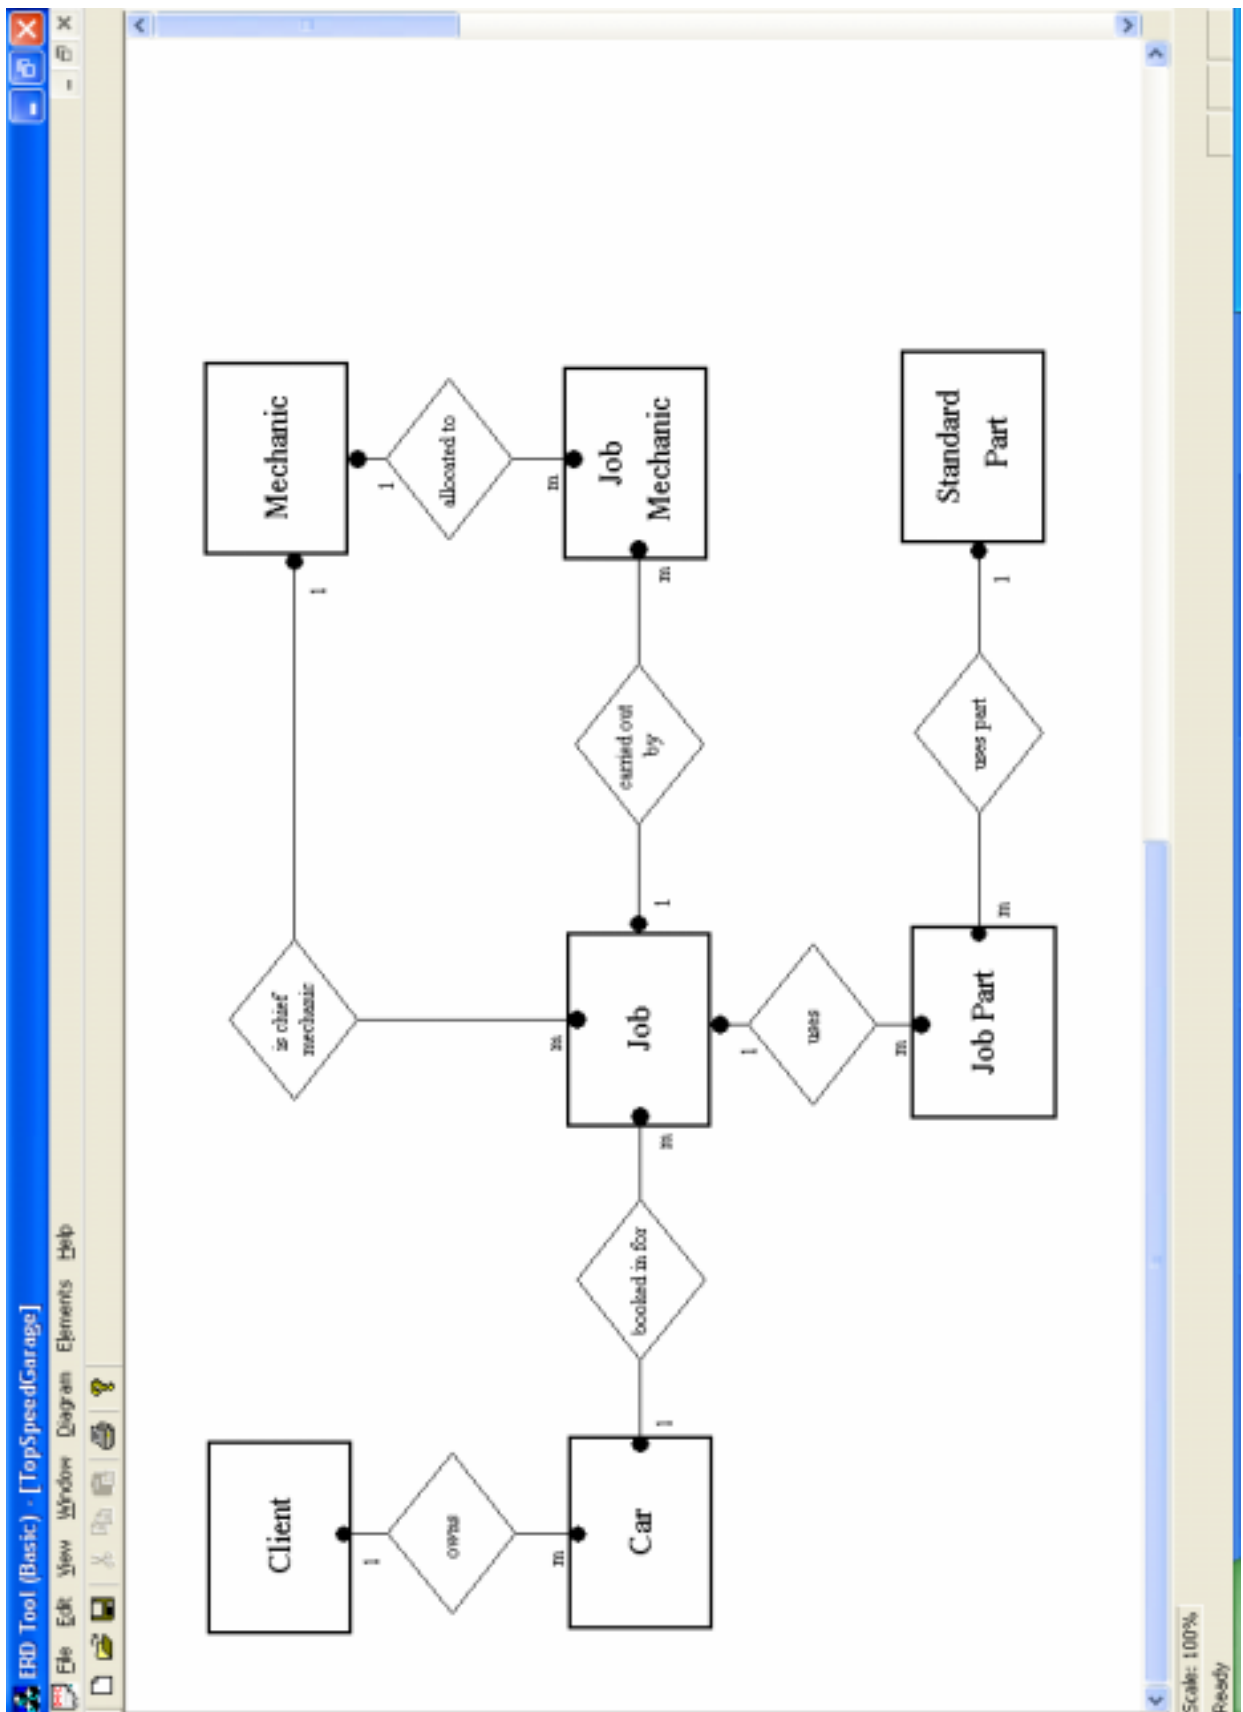 ERD Tool (Basic) - [TopSpeedGarage]
File Edit View Window Diagram Elements Help
Client
1
owns
m
Car
1
booked in for
m
Job
m
is chief
mechanic
1
Mechanic
1
allocated to
m
Job
Mechanic
m
carried out
by
1
1
uses
m
Job Part
m
uses part
1
Standard
Part
Scale: 100%
Ready